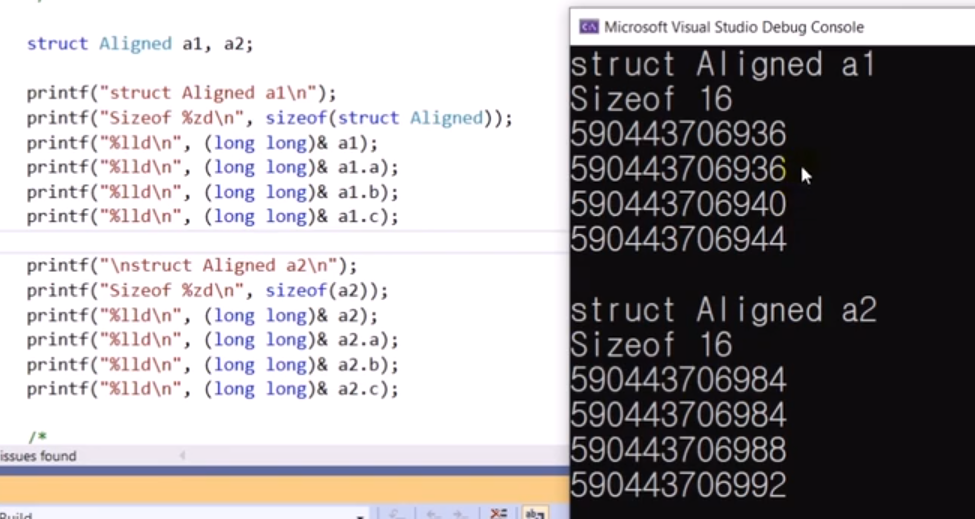 struct Aligned a1, a2;
printf("struct Aligned a1\n");
printf("Sizeof %zd\n", sizeof(struct Aligned));
printf("%lld\n", (long long)& a1);
printf("%lld\n", (long long)& a1.a);
printf("%lld\n", (long long)& a1.b);
printf("%lld\n", (long long)& a1.c);
printf("\nstruct Aligned a2\n");
printf("Sizeof %zd\n", sizeof(a2));
printf("%lld\n", (long long)& a2);
printf("%lld\n", (long long)& a2.a);
printf("%lld\n", (long long)& a2.b);
printf("%lld\n", (long long)& a2.c);
/*
issues found
Microsoft Visual Studio Debug Console
struct Aligned a1
Sizeof 16
590443706936
590443706936
590443706940
590443706944
struct Aligned a2
Sizeof 16
590443706984
590443706984
590443706988
590443706992